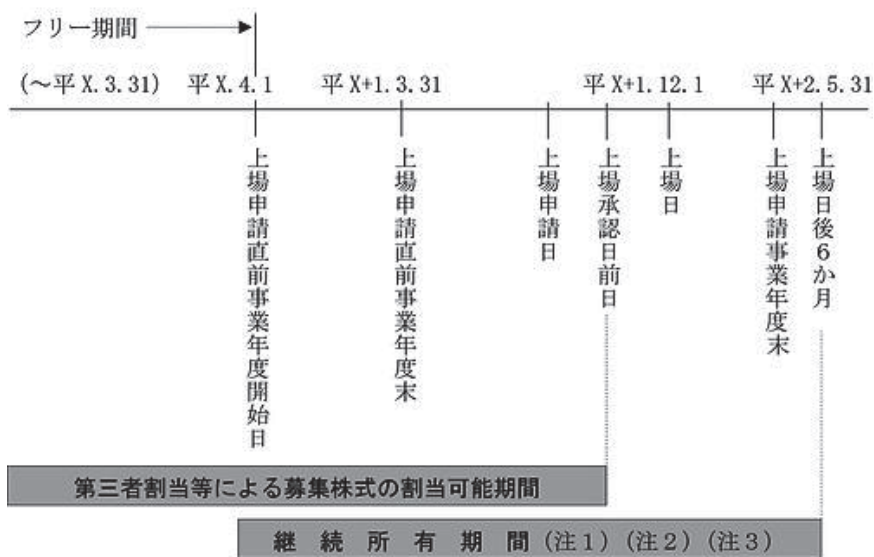 フリー期間
(～平X.3.31) 平X.4.1 平X+1.3.31 平X+1.12.1 平X+2.5.31
上場申請直前事業年度開始日
上場申請直前事業年度末
上場申請日
上場承認日前日
上場日
上場申請事業年度末
上場日後6か月
第三者割当等による募集株式の割当可能期間
継続所有期間(注1)(注2)(注3)